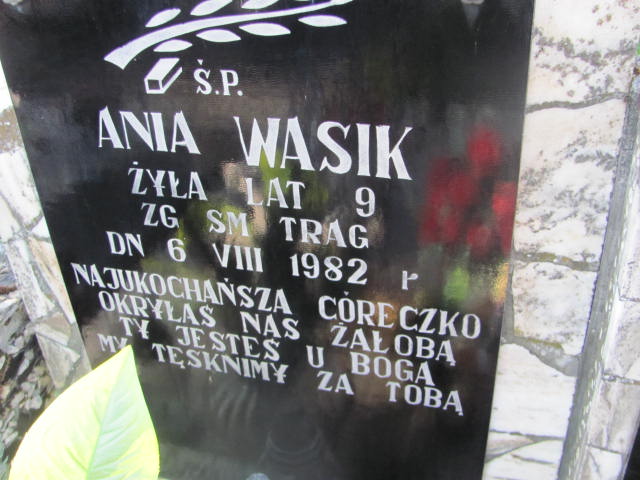 Ś.P.
ANIA WASIK
ŻYŁA LAT 9
ZG ŚM TRAG
DN 6 VIII 1982 r
NAJUKOCHAŃSZA CÓRECZKO
OKRYŁAŚ NAS ŻAŁOBĄ
TY JESTEŚ U BOGA
MY TĘSKNIMY ZA TOBĄ